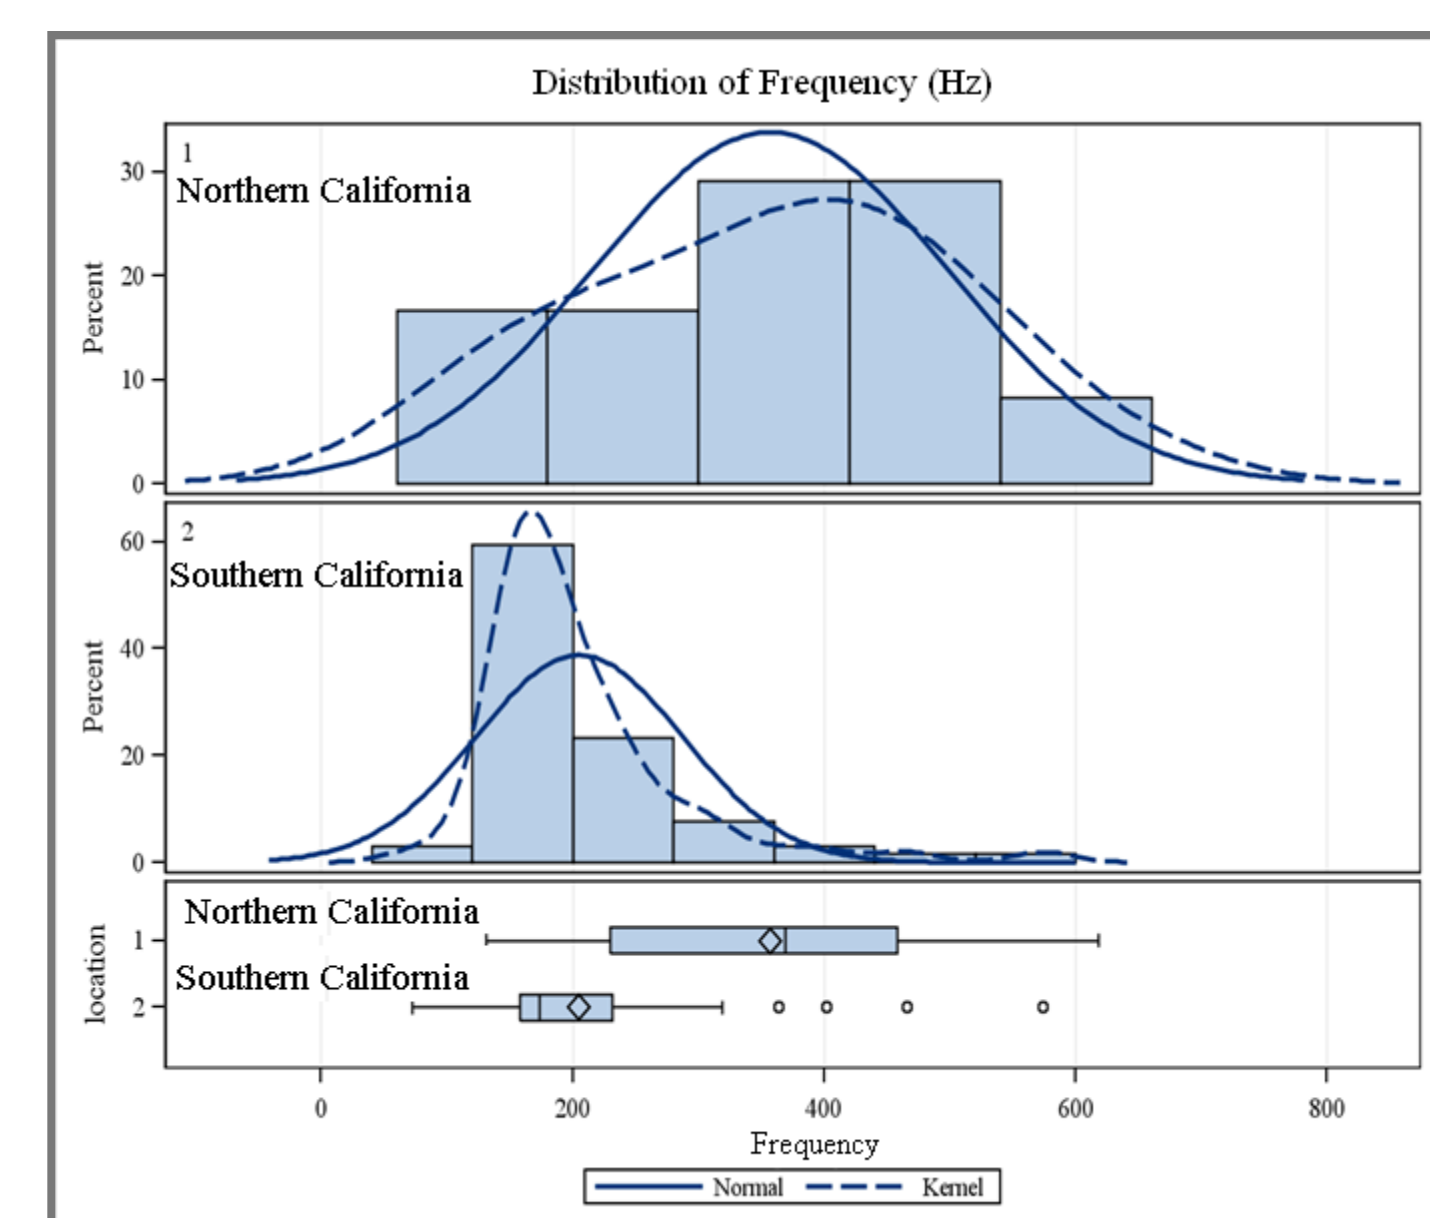 Distribution of Frequency (Hz)
1
Northern California
30
20
10
0
Percent
2
Southern California
60
40
20
0
Percent
Northern California
1
Southern California
2
location
0 200 400 600 800
Frequency
Normal Kernel